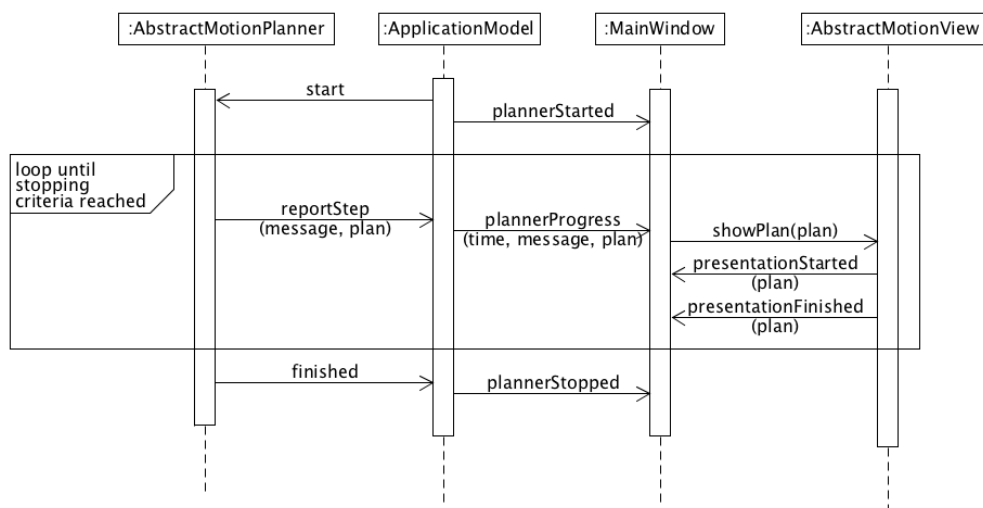 :AbstractMotionPlanner
:ApplicationModel
:MainWindow
:AbstractMotionView
start
plannerStarted
loop until
stopping
criteria reached
reportStep
(message, plan)
plannerProgress
(time, message, plan)
showPlan(plan)
presentationStarted
(plan)
presentationFinished
(plan)
finished
plannerStopped